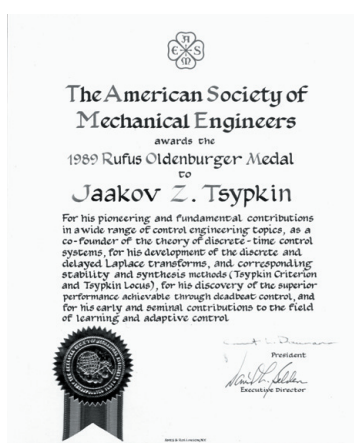 A
E S
M
The American Society of
Mechanical Engineers
awards the
1989 Rufus Oldenburger Medal
to
Jaakov Z. Tsypkin
For his pioneering and fundamental contributions
in a wide range of control engineering topics, as a
co-founder of the theory of discrete-time control
systems, for his development of the discrete and
delayed Laplace transforms, and corresponding
stability and synthesis methods (Tsypkin Criterion
and Tsypkin Locus), for his discovery of the superior
performance achievable through deadbeat control, and
for his early and seminal contributions to the field
of learning and adaptive control
President
Executive Director